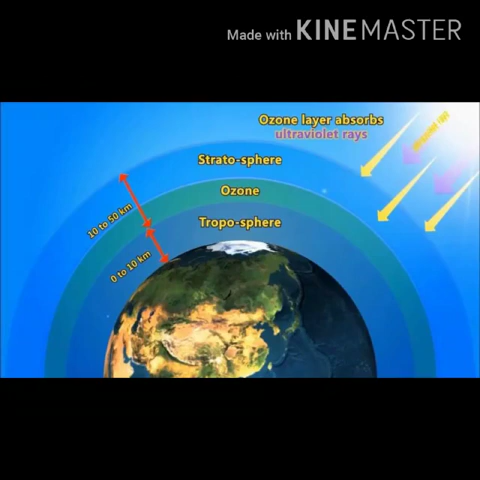 Made with KINEMASTER
Ozone layer absorbs
ultraviolet rays
Strato-sphere
Ozone
Tropo-sphere
10 to 50 km
0 to 10 km